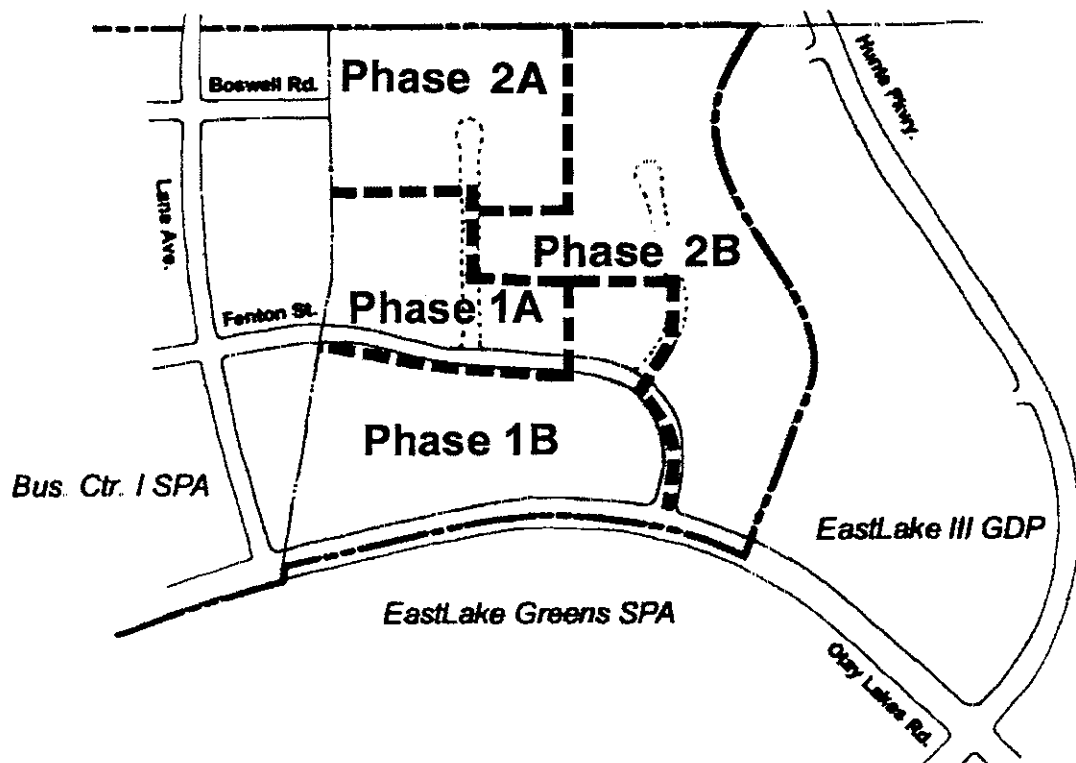 Phase 2A
Boswell Rd.
Hunte Pkwy.
Lane Ave.
Phase 2B
Phase 1A
Fenton St.
Phase 1B
Bus. Ctr. I SPA
EastLake III GDP
EastLake Greens SPA
Otay Lakes Rd.